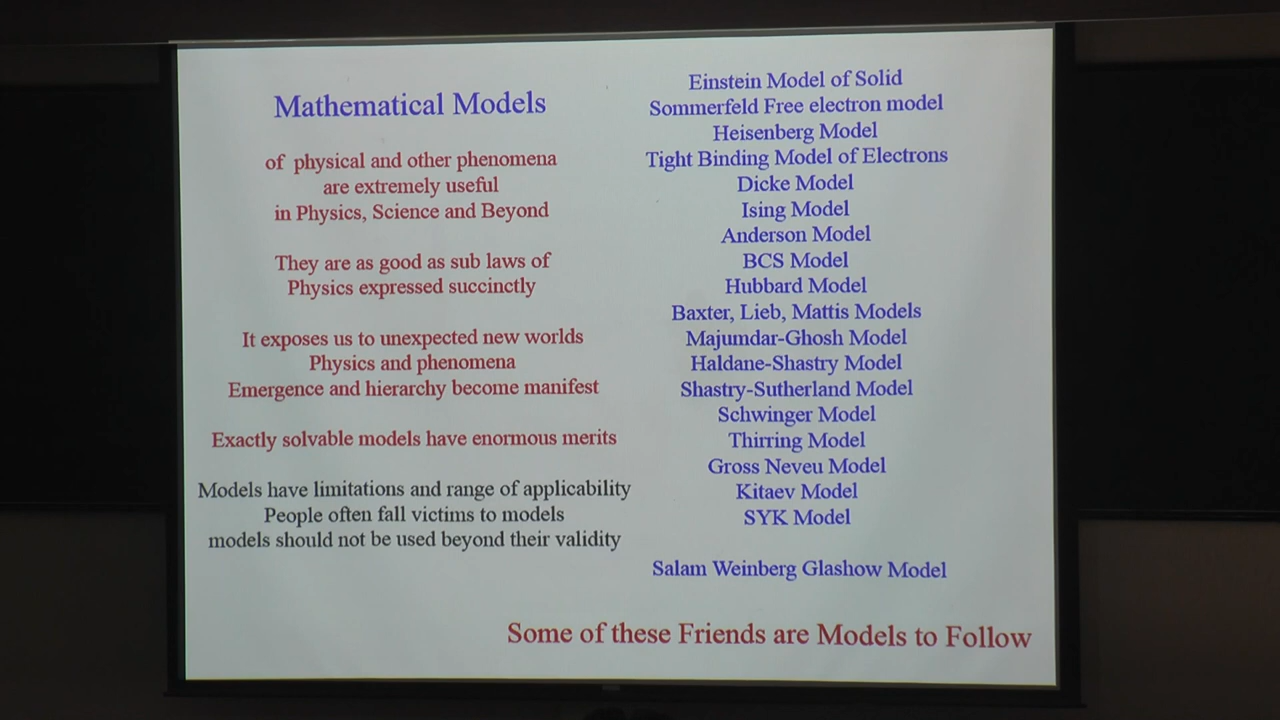 Mathematical Models
of physical and other phenomena
are extremely useful
in Physics, Science and Beyond
They are as good as sub laws of
Physics expressed succinctly
It exposes us to unexpected new worlds
Physics and phenomena
Emergence and hierarchy become manifest
Exactly solvable models have enormous merits
Models have limitations and range of applicability
People often fall victims to models
models should not be used beyond their validity
Einstein Model of Solid
Sommerfeld Free electron model
Heisenberg Model
Tight Binding Model of Electrons
Dicke Model
Ising Model
Anderson Model
BCS Model
Hubbard Model
Baxter, Lieb, Mattis Models
Majumdar-Ghosh Model
Haldane-Shastry Model
Shastry-Sutherland Model
Schwinger Model
Thirring Model
Gross Neveu Model
Kitaev Model
SYK Model
Salam Weinberg Glashow Model
Some of these Friends are Models to Follow